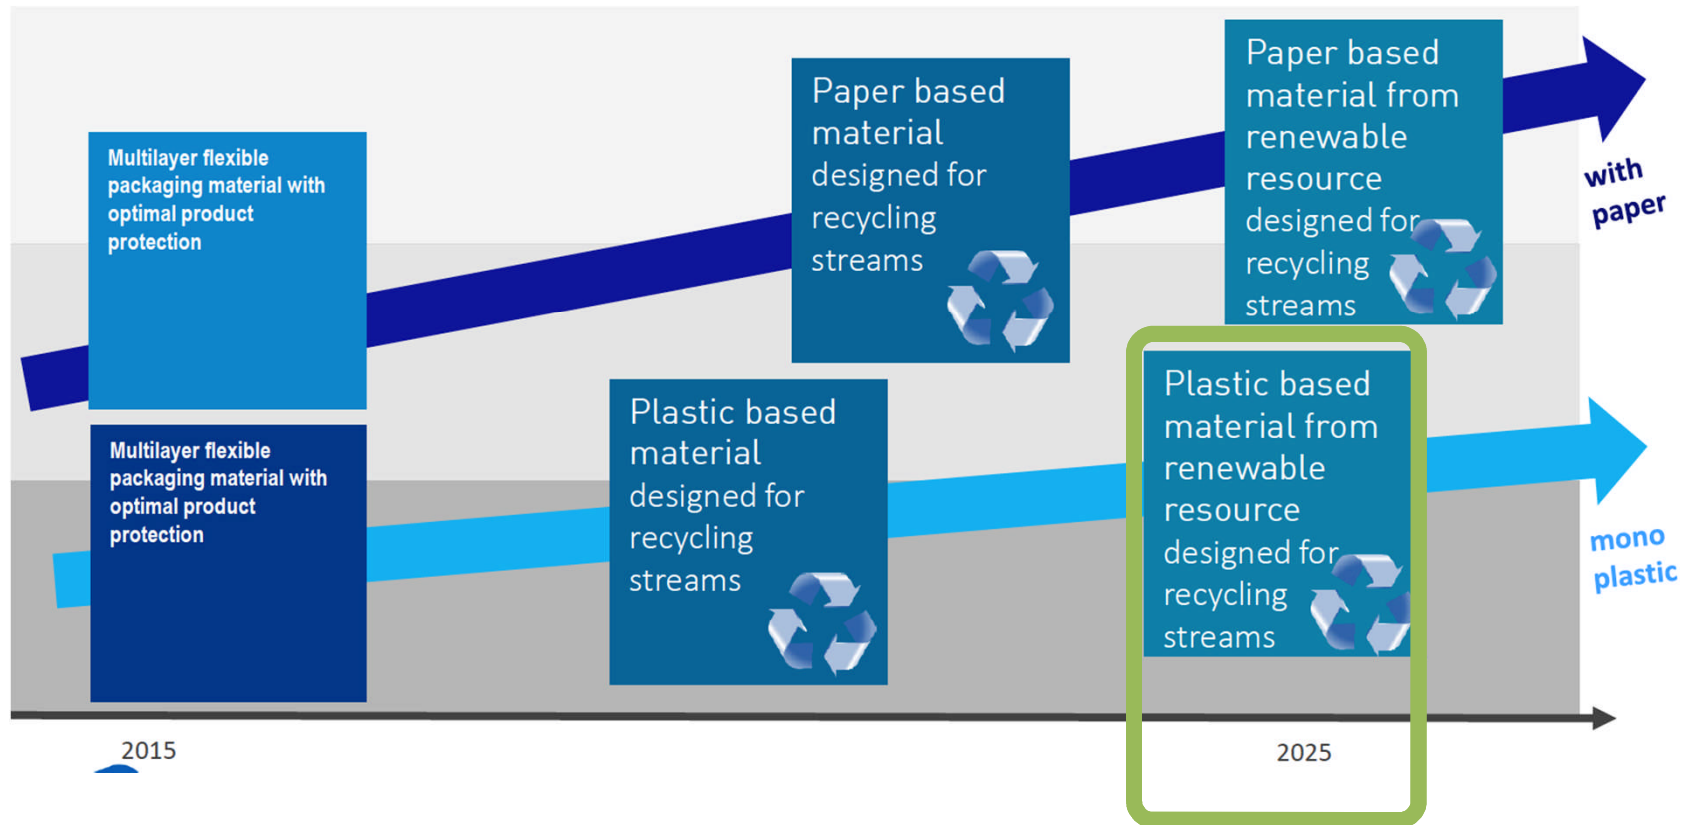 Multilayer flexible
packaging material with
optimal product
protection
Multilayer flexible
packaging material with
optimal product
protection
Plastic based
material
designed for
recycling
streams
Paper based
material
designed for
recycling
streams
Paper based
material from
renewable
resource
designed for
recycling
streams
Plastic based
material from
renewable
resource
designed for
recycling
streams
with
paper
mono
plastic
2015
2025